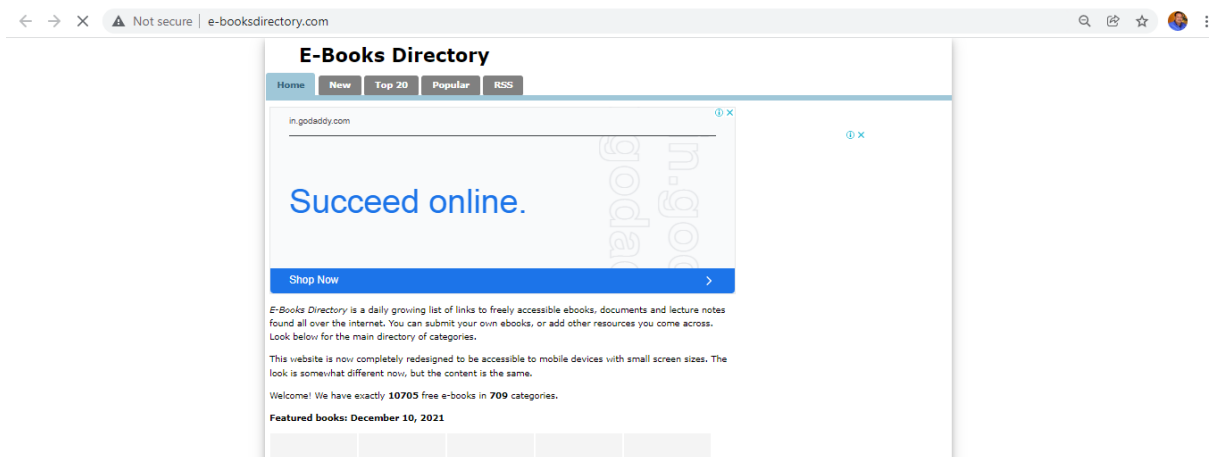 Not secure | e-booksdirectory.com
E-Books Directory
Home New Top 20 Popular RSS
in.godaddy.com
in.goo
godad
Succeed online.
Shop Now
E-Books Directory is a daily growing list of links to freely accessible ebooks, documents and lecture notes
found all over the internet. You can submit your own ebooks, or add other resources you come across.
Look below for the main directory of categories.
This website is now completely redesigned to be accessible to mobile devices with small screen sizes. The
look is somewhat different now, but the content is the same.
Welcome! We have exactly 10705 free e-books in 709 categories.
Featured books: December 10, 2021